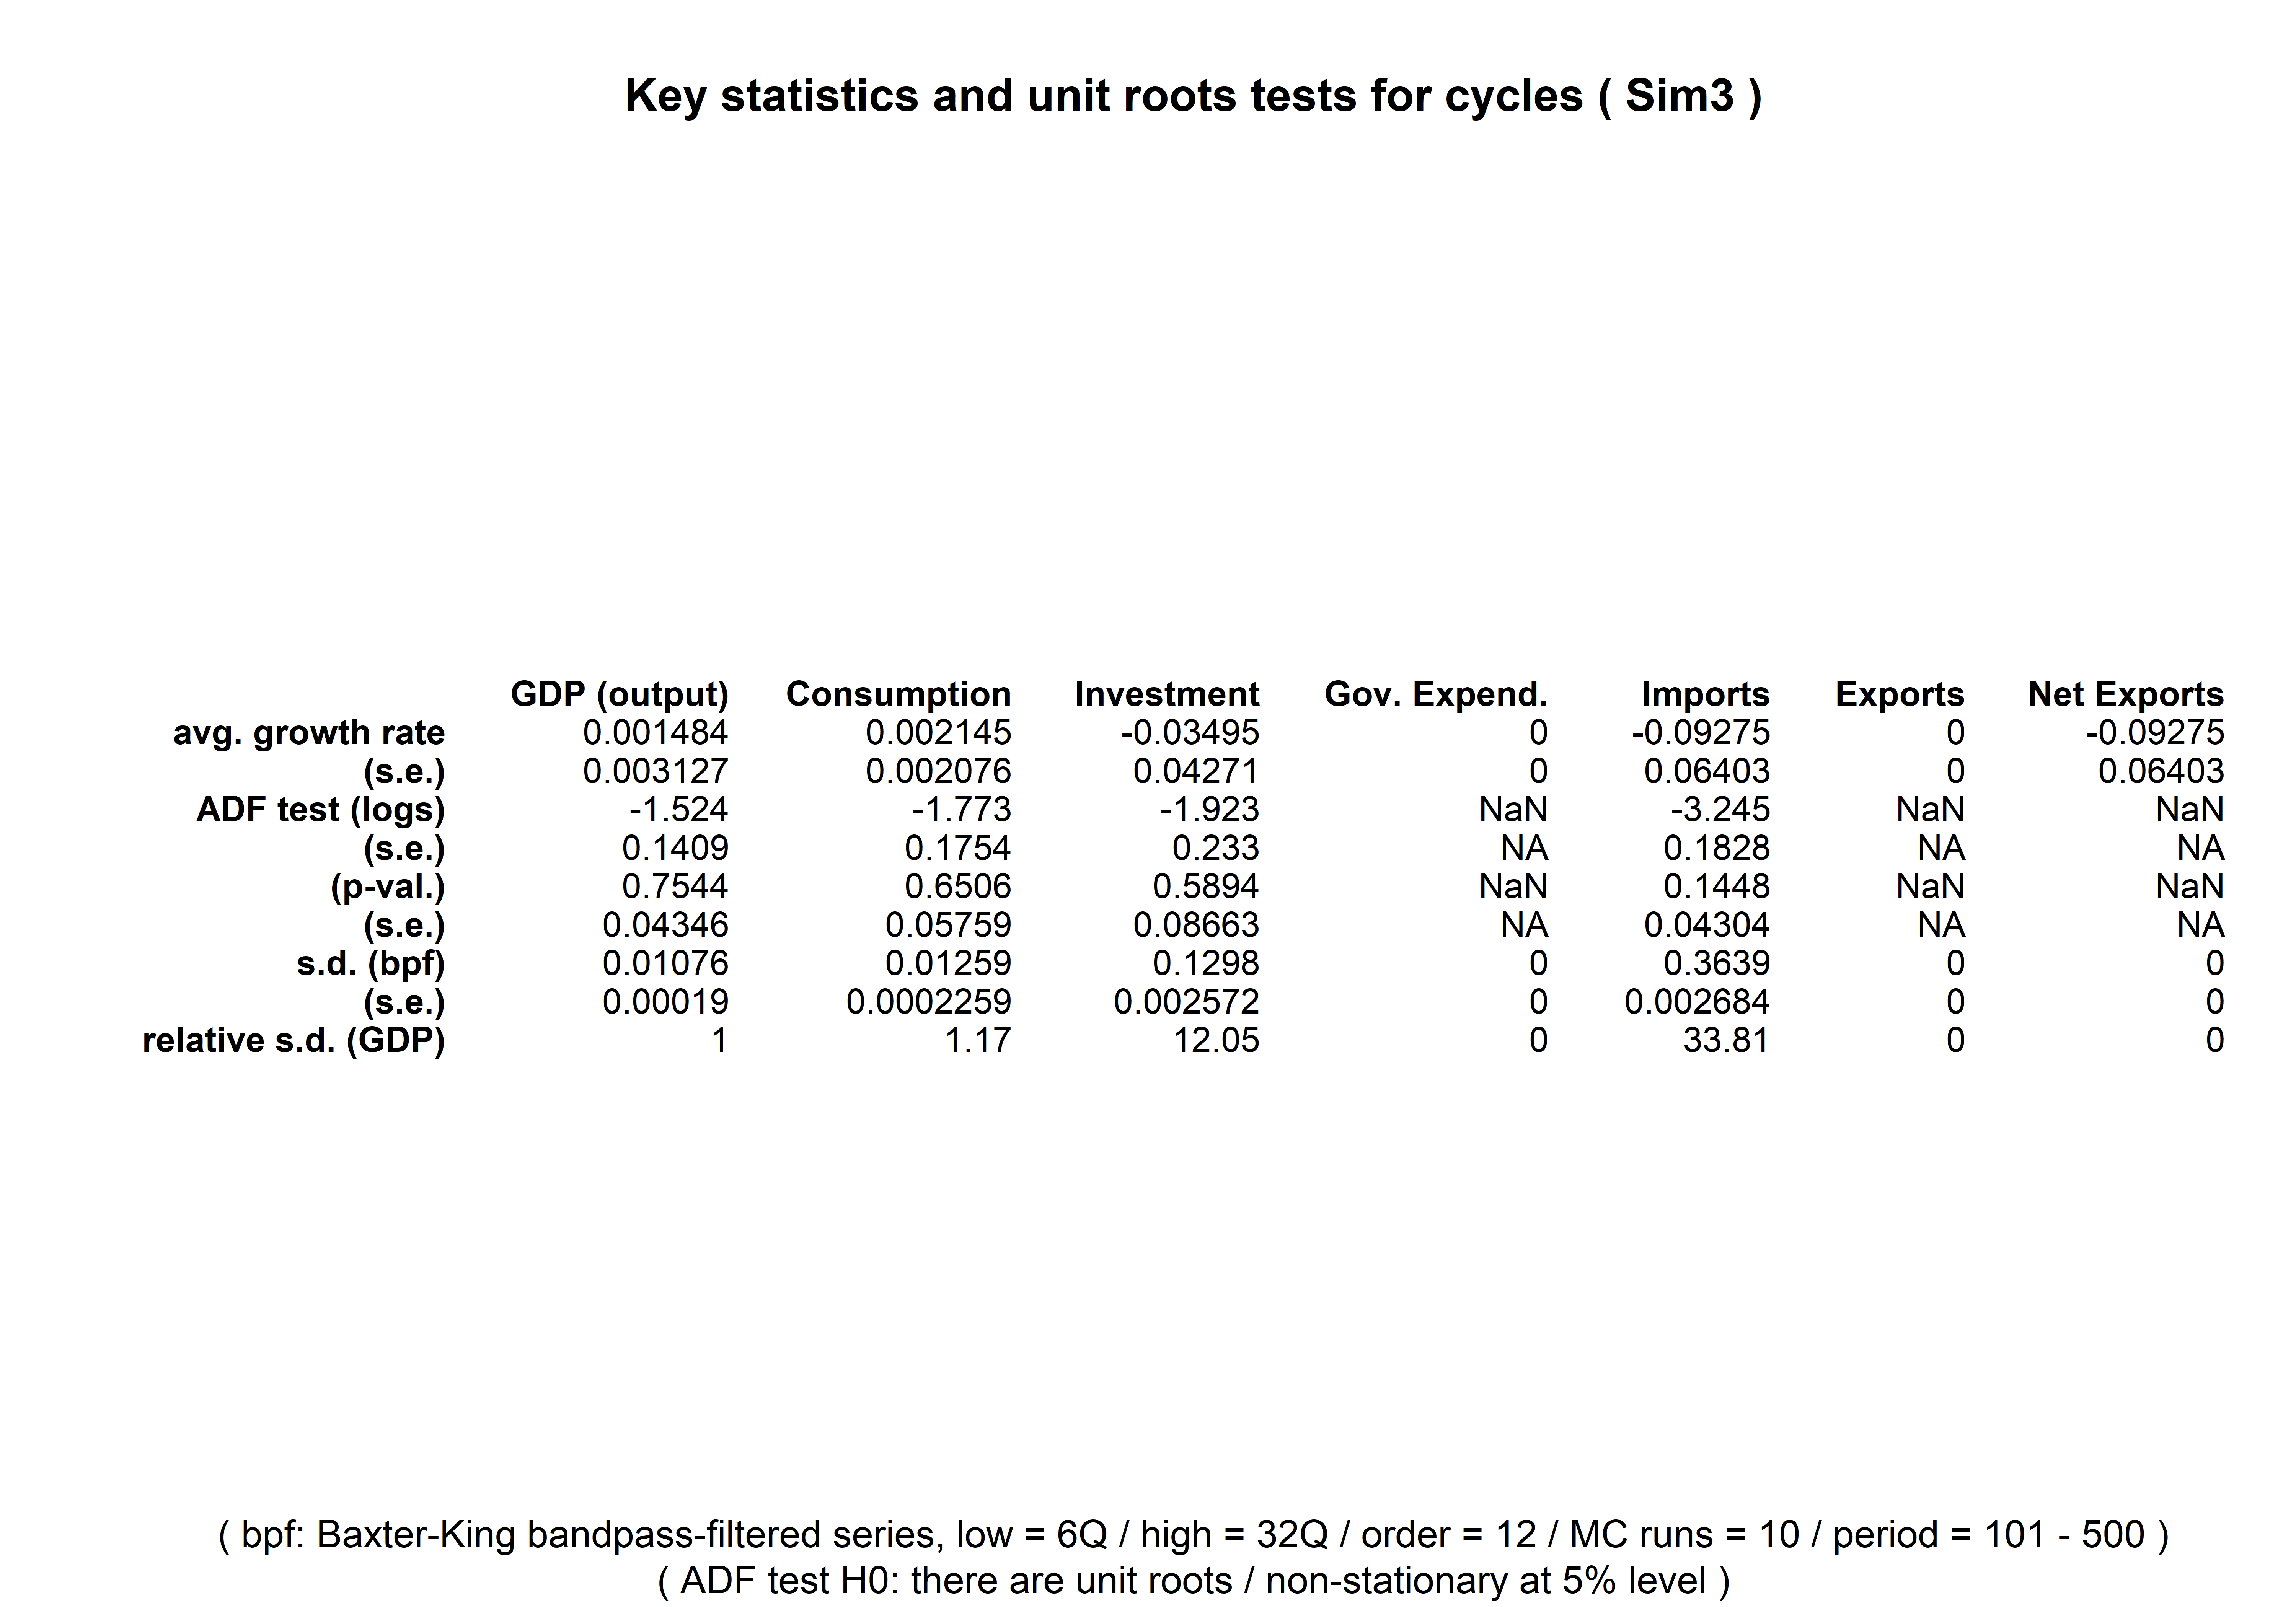 Key statistics and unit roots tests for cycles ( Sim3 )
GDP (output) Consumption Investment Gov. Expend. Imports Exports Net Exports
avg. growth rate 0.001484 0.002145 -0.03495 0 -0.09275 0 -0.09275
(s.e.) 0.003127 0.002076 0.04271 0 0.06403 0 0.06403
ADF test (logs) -1.524 -1.773 -1.923 NaN -3.245 NaN NaN
(s.e.) 0.1409 0.1754 0.233 NA 0.1828 NA NA
(p-val.) 0.7544 0.6506 0.5894 NaN 0.1448 NaN NaN
(s.e.) 0.04346 0.05759 0.08663 NA 0.04304 NA NA
s.d. (bpf) 0.01076 0.01259 0.1298 0 0.3639 0 0
(s.e.) 0.00019 0.0002259 0.002572 0 0.002684 0 0
relative s.d. (GDP) 1 1.17 12.05 0 33.81 0 0
( bpf: Baxter-King bandpass-filtered series, low = 6Q / high = 32Q / order = 12 / MC runs = 10 / period = 101 - 500 )
( ADF test H0: there are unit roots / non-stationary at 5% level )